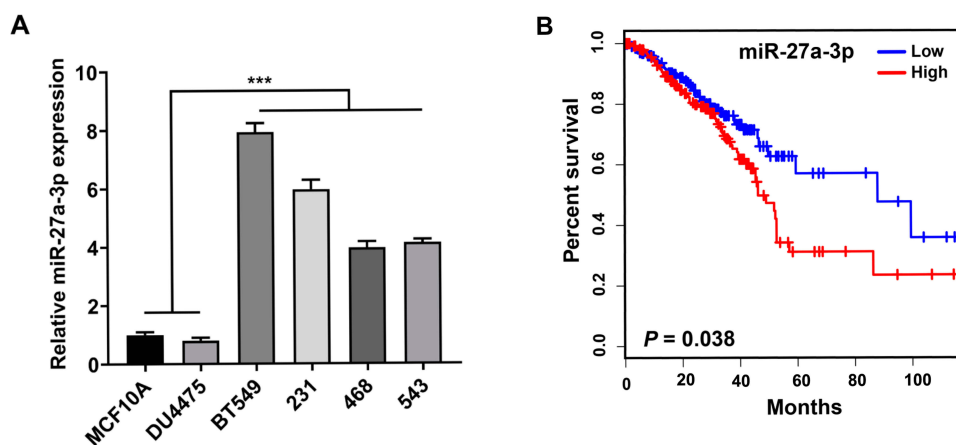 A
Relative miR-27a-3p expression
10
8
6
4
2
0
***
MCF10A
DU4475
BT549
231
468
543
B
miR-27a-3p
Low
High
Percent survival
1.0
0.8
0.6
0.4
0.2
0.0
P = 0.038
0 20 40 60 80 100
Months